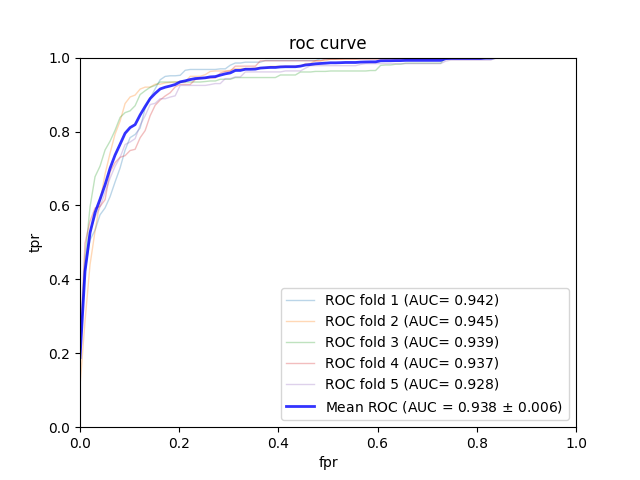 roc curve
1.0
0.8
0.6
0.4
0.2
0.0
tpr
0.0 0.2 0.4 0.6 0.8 1.0
fpr
ROC fold 1 (AUC= 0.942)
ROC fold 2 (AUC= 0.945)
ROC fold 3 (AUC= 0.939)
ROC fold 4 (AUC= 0.937)
ROC fold 5 (AUC= 0.928)
Mean ROC (AUC = 0.938 ± 0.006)